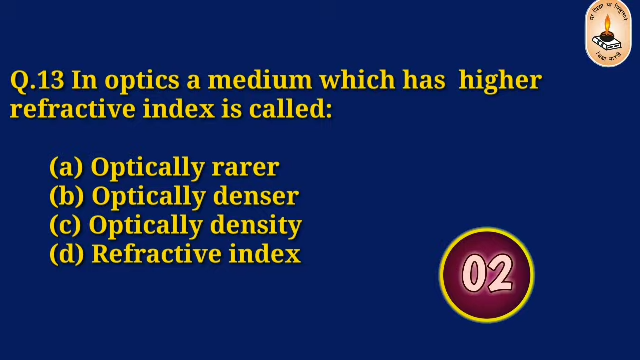 Q.13 In optics a medium which has higher
refractive index is called:
(a) Optically rarer
(b) Optically denser
(c) Optically density
(d) Refractive index
02